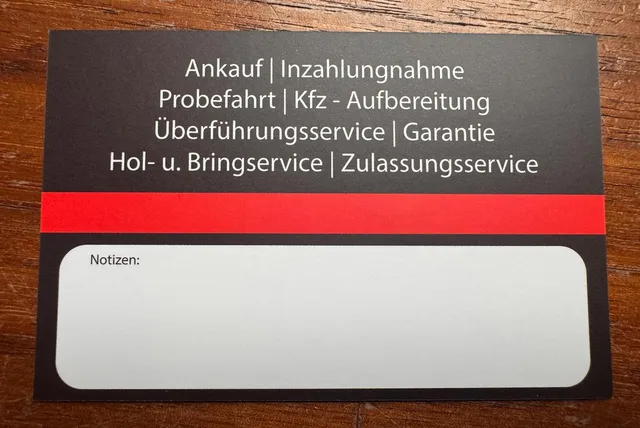 Ankauf | Inzahlungnahme
Probefahrt | Kfz - Aufbereitung
Überführungsservice | Garantie
Hol- u. Bringservice | Zulassungsservice
Notizen: